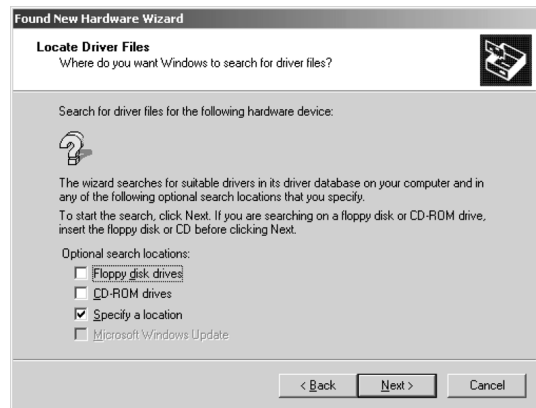 Found New Hardware Wizard
Locate Driver Files
Where do you want Windows to search for driver files?
Search for driver files for the following hardware device:
The wizard searches for suitable drivers in its driver database on your computer and in
any of the following optional search locations that you specify.
To start the search, click Next. If you are searching on a floppy disk or CD-ROM drive,
insert the floppy disk or CD before clicking Next.
Optional search locations:
Floppy disk drives
CD-ROM drives
Specify a location
Microsoft Windows Update
< Back Next > Cancel